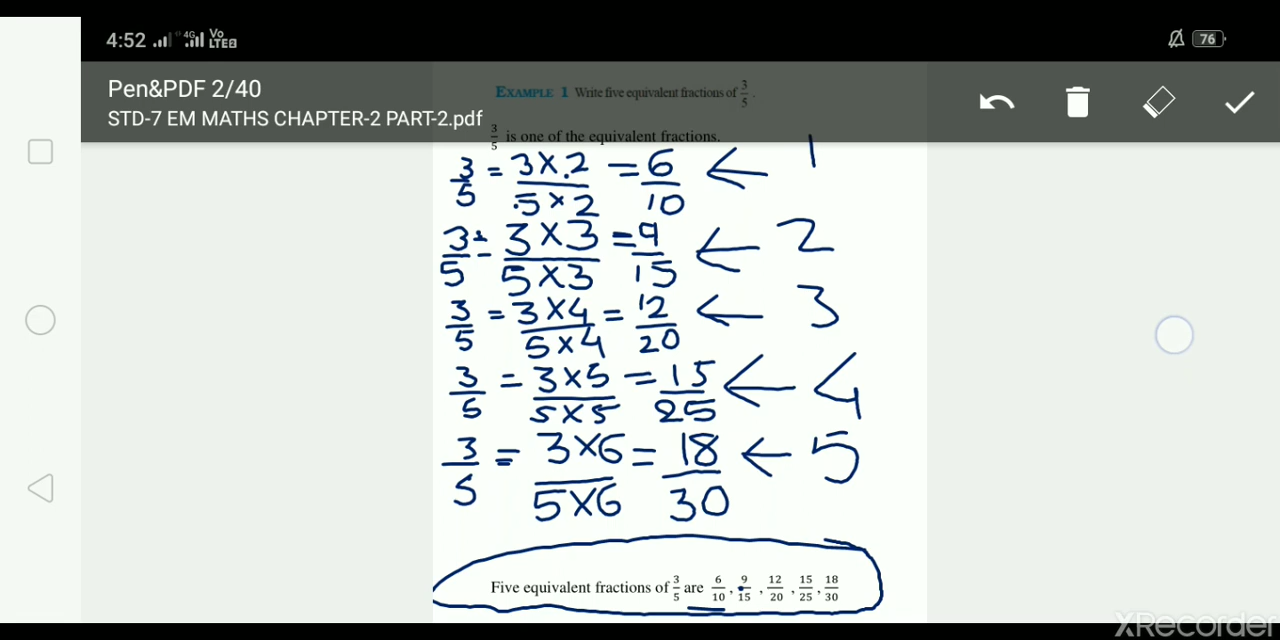 4:52 4G Vo LTE2 76
Pen&PDF 2/40
STD-7 EM MATHS CHAPTER-2 PART-2.pdf
EXAMPLE 1 Write five equivalent fractions of 3/5.
3/5 is one of the equivalent fractions.
3/5 = 3×2/5×2 = 6/10 ← 1
3/5 = 3×3/5×3 = 9/15 ← 2
3/5 = 3×4/5×4 = 12/20 ← 3
3/5 = 3×5/5×5 = 15/25 ← 4
3/5 = 3×6/5×6 = 18/30 ← 5
Five equivalent fractions of 3/5 are 6/10, 9/15, 12/20, 15/25, 18/30
XRecorder